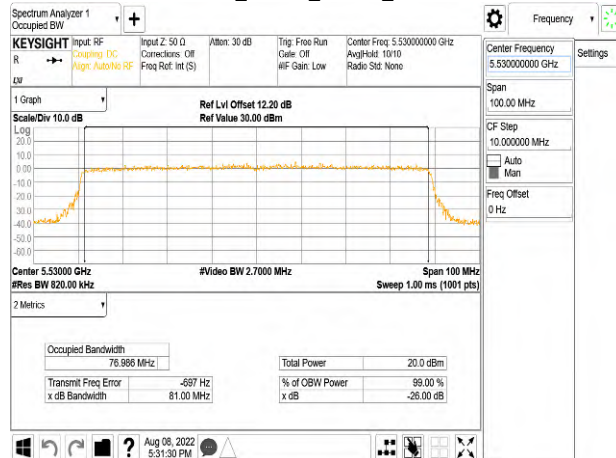 Spectrum Analyzer 1
Occupied BW
Frequency
KEYSIGHT
R
Input: RF
Coupling: DC
Align: Auto/No RF
Input Z: 50 Ω
Corrections: Off
Freq Ref: Int (S)
Atten: 30 dB
Trig: Free Run
Gate: Off
#IF Gain: Low
Center Freq: 5.530000000 GHz
Avg|Hold: 10/10
Radio Std: None
Center Frequency
5.530000000 GHz
Settings
Span
100.00 MHz
CF Step
10.000000 MHz
Auto
Man
Freq Offset
0 Hz
1 Graph
Scale/Div 10.0 dB
Ref Lvl Offset 12.20 dB
Ref Value 30.00 dBm
Log
20.0
10.0
0.00
-10.0
-20.0
-30.0
-40.0
-50.0
-60.0
Center 5.53000 GHz
#Res BW 820.00 kHz
#Video BW 2.7000 MHz
Span 100 MHz
Sweep 1.00 ms (1001 pts)
2 Metrics
Occupied Bandwidth
76.986 MHz
Total Power 20.0 dBm
Transmit Freq Error -697 Hz
% of OBW Power 99.00 %
x dB Bandwidth 81.00 MHz
x dB -26.00 dB
?
Aug 08, 2022
5:31:30 PM